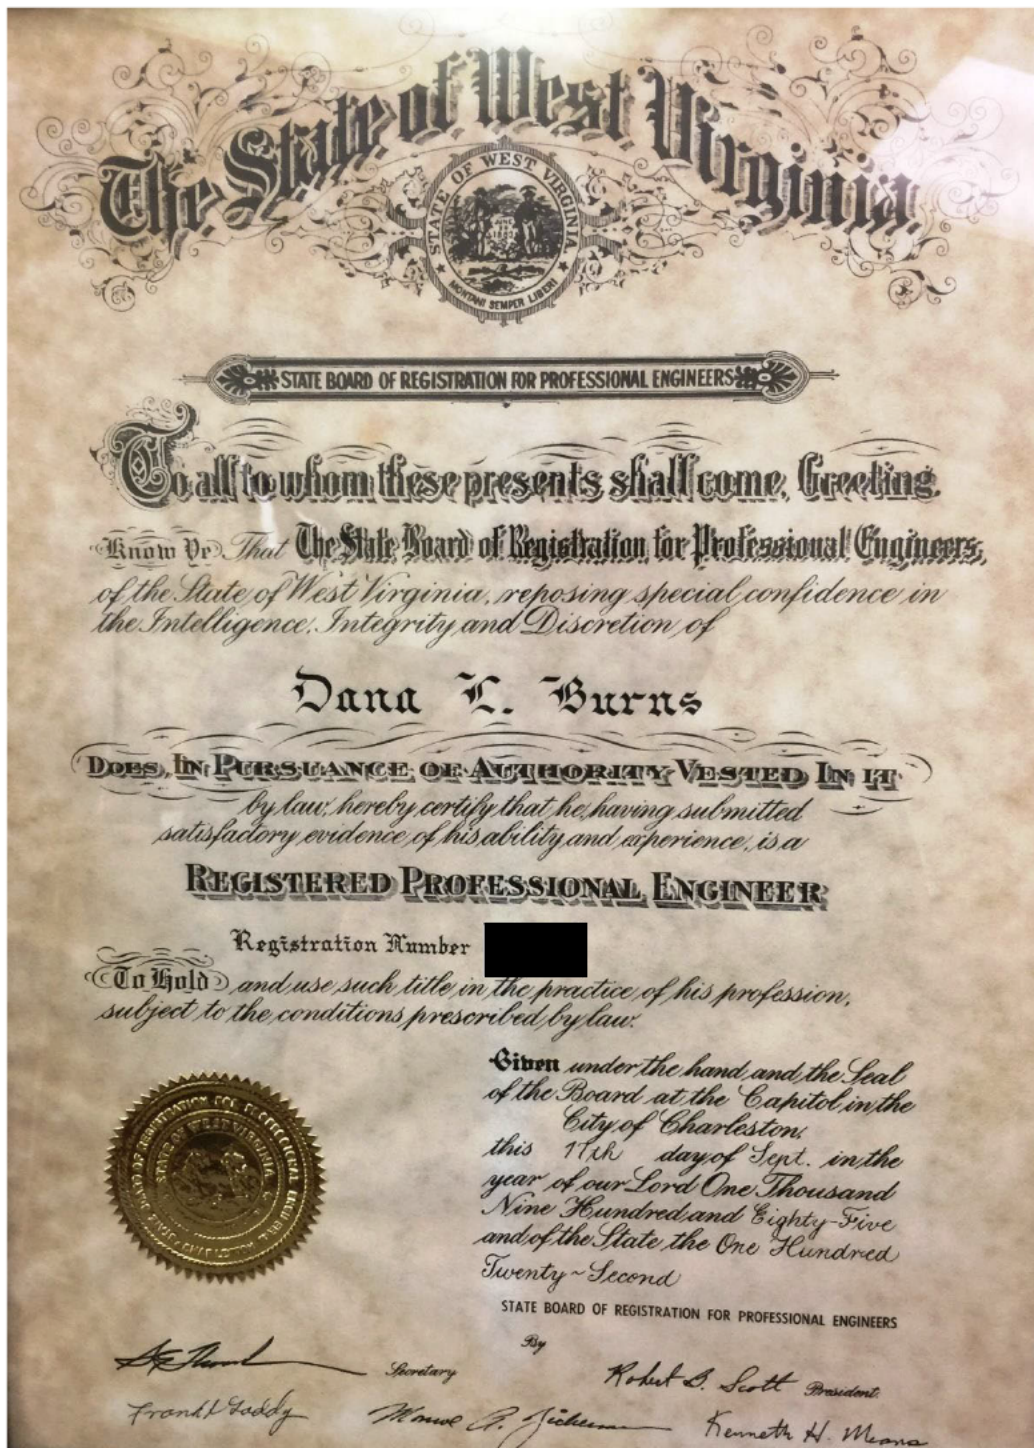 The State of West Virginia
STATE OF WEST VIRGINIA
MONTANI SEMPER LIBERI
STATE BOARD OF REGISTRATION FOR PROFESSIONAL ENGINEERS
To all to whom these presents shall come, Greeting.
Know Ye That The State Board of Registration for Professional Engineers,
of the State of West Virginia, reposing special confidence in
the Intelligence, Integrity and Discretion of
Dana L. Burns
DOES, IN PURSUANCE OF AUTHORITY VESTED IN IT
by law, hereby certify that he, having submitted
satisfactory evidence of his ability and experience, is a
REGISTERED PROFESSIONAL ENGINEER
Registration Number
To Hold and use such title in the practice of his profession,
subject to the conditions prescribed by law.
Given under the hand and the Seal
of the Board at the Capitol in the
City of Charleston,
this 17th day of Sept. in the
year of our Lord One Thousand
Nine Hundred and Eighty-Five
and of the State the One Hundred
Twenty~Second
STATE OF WEST VIRGINIA
STATE BOARD OF REGISTRATION FOR PROFESSIONAL ENGINEERS
By
Secretary
Robert B. Scott President
Kenneth H. Means